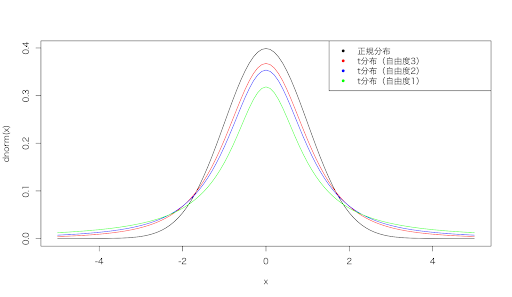 正規分布
t分布（自由度3）
t分布（自由度2）
t分布（自由度1）
dnorm(x)
0.4
0.3
0.2
0.1
0.0
-4 -2 0 2 4
x